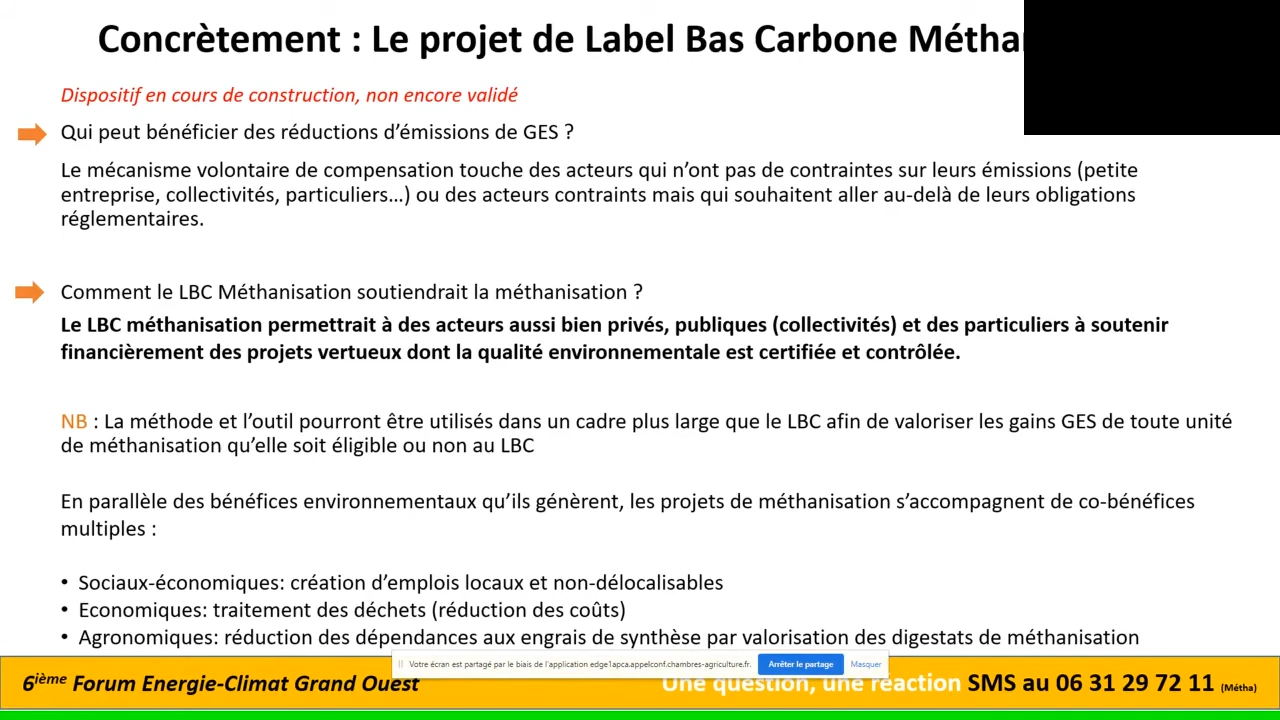 Concrètement : Le projet de Label Bas Carbone
Dispositif en cours de construction, non encore validé
Qui peut bénéficier des réductions d'émissions de GES ?
Le mécanisme volontaire de compensation touche des acteurs qui n'ont pas de contraintes sur leurs émissions (petite
entreprise, collectivités, particuliers…) ou des acteurs contraints mais qui souhaitent aller au-delà de leurs obligations
réglementaires.
Comment le LBC Méthanisation soutiendrait la méthanisation ?
Le LBC méthanisation permettrait à des acteurs aussi bien privés, publiques (collectivités) et des particuliers à soutenir
financièrement des projets vertueux dont la qualité environnementale est certifiée et contrôlée.
NB : La méthode et l'outil pourront être utilisés dans un cadre plus large que le LBC afin de valoriser les gains GES de toute unité
de méthanisation qu'elle soit éligible ou non au LBC
En parallèle des bénéfices environnementaux qu'ils génèrent, les projets de méthanisation s'accompagnent de co-bénéfices
multiples :
• Sociaux-économiques: création d'emplois locaux et non-délocalisables
• Economiques: traitement des déchets (réduction des coûts)
• Agronomiques: réduction des dépendances aux engrais de synthèse par valorisation des digestats de méthanisation
Votre écran est partagé par le biais de l'application edge1apca.appelconf.chambres-agriculture.fr. Arrêter le partage Masquer
6ième Forum Energie-Climat Grand Ouest
Une question, une réaction SMS au 06 31 29 72 11 (Métha)